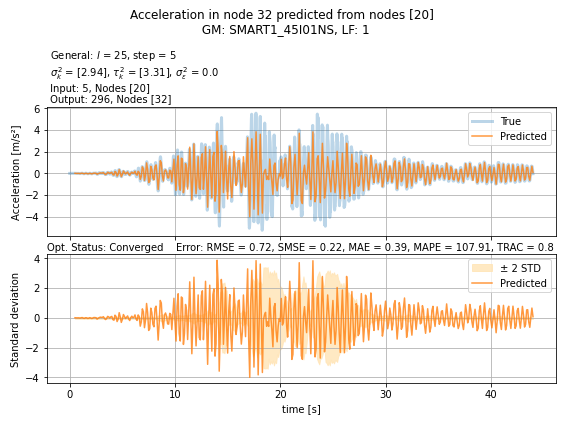 Acceleration in node 32 predicted from nodes [20]
GM: SMART1_45I01NS, LF: 1
General: l = 25, step = 5
σ²ₖ = [2.94], τ²ₖ = [3.31], σ²ε = 0.0
Input: 5, Nodes [20]
Output: 296, Nodes [32]
Acceleration [m/s²]
6
4
2
0
−2
−4
True
Predicted
Opt. Status: Converged Error: RMSE = 0.72, SMSE = 0.22, MAE = 0.39, MAPE = 107.91, TRAC = 0.8
Standard deviation
4
2
0
−2
−4
± 2 STD
Predicted
0 10 20 30 40
time [s]